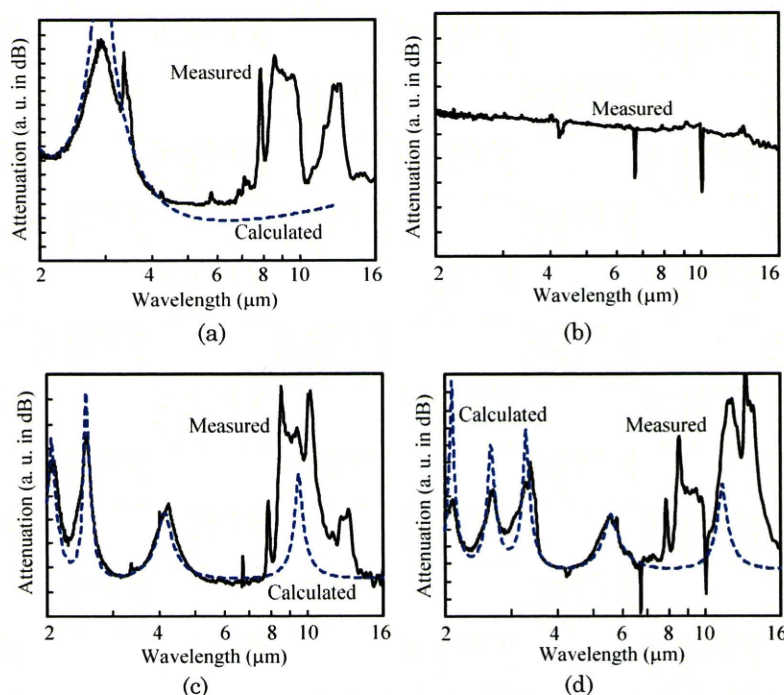 Attenuation (a. u. in dB)
Measured
Calculated
2 4 6 8 10 16
Wavelength (μm)
(a)
Attenuation (a. u. in dB)
Measured
2 4 6 8 10 16
Wavelength (μm)
(b)
Attenuation (a. u. in dB)
Measured
Calculated
2 4 6 8 10 16
Wavelength (μm)
(c)
Attenuation (a. u. in dB)
Calculated
Measured
2 4 6 8 10 16
Wavelength (μm)
(d)